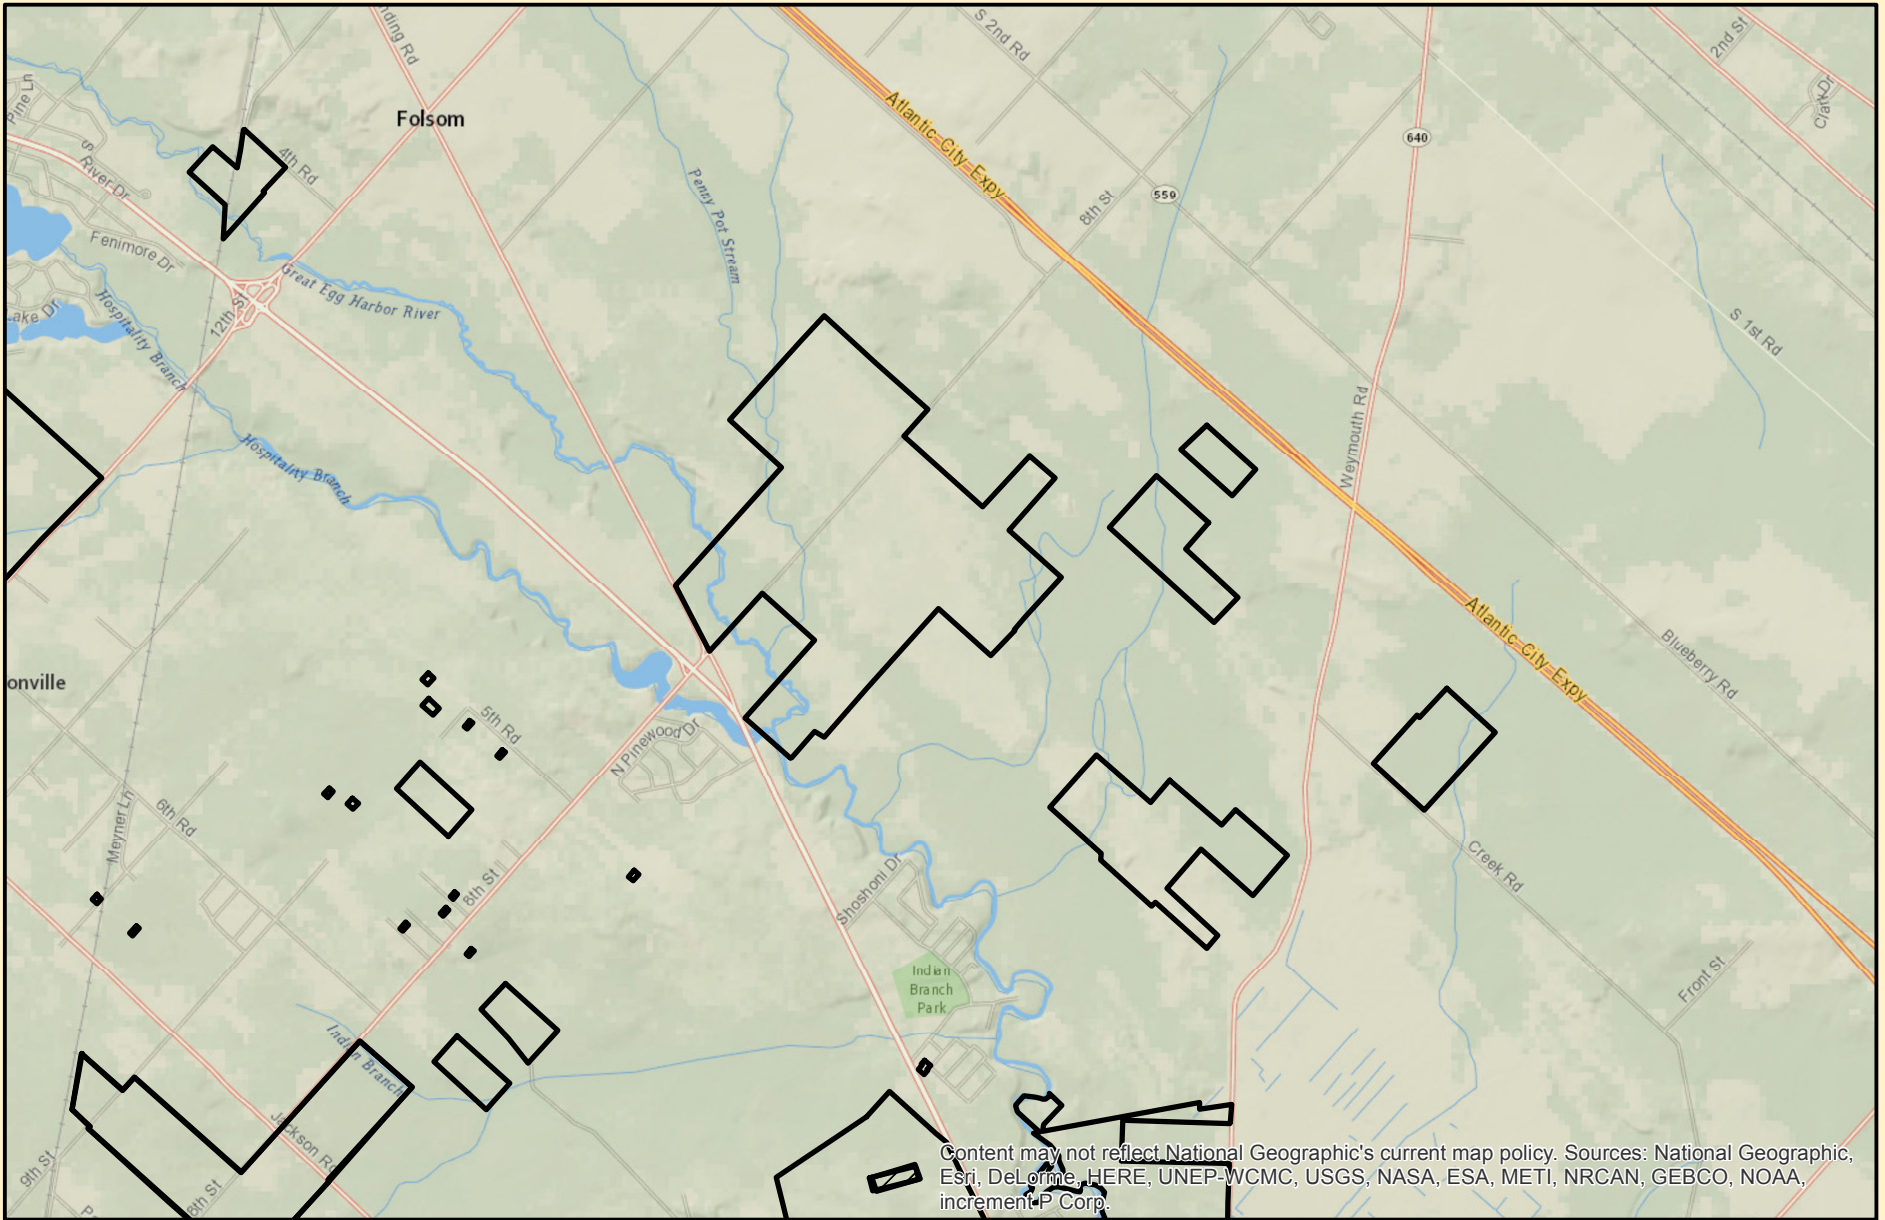 S 2nd Rd
2nd St
Pine Ln
Clark Dr
Folsom
Atlantic City Expy
640
4th Rd
S River Dr
559
8th St
Penny Pot Stream
Fenimore Dr
Great Egg Harbor River
12th St
Lake Dr
Hospitality Branch
S 1st Rd
Weymouth Rd
Hospitality Branch
Atlantic City Expy
Blueberry Rd
onville
5th Rd
N Pinewood Dr
6th Rd
Meyner Ln
Creek Rd
8th St
Shoshoni Dr
Indian
Branch
Park
Front St
Indian Branch
Jackson Rd
9th St
8th St
Content may not reflect National Geographic's current map policy. Sources: National Geographic,
Esri, DeLorme, HERE, UNEP-WCMC, USGS, NASA, ESA, METI, NRCAN, GEBCO, NOAA,
increment P Corp.